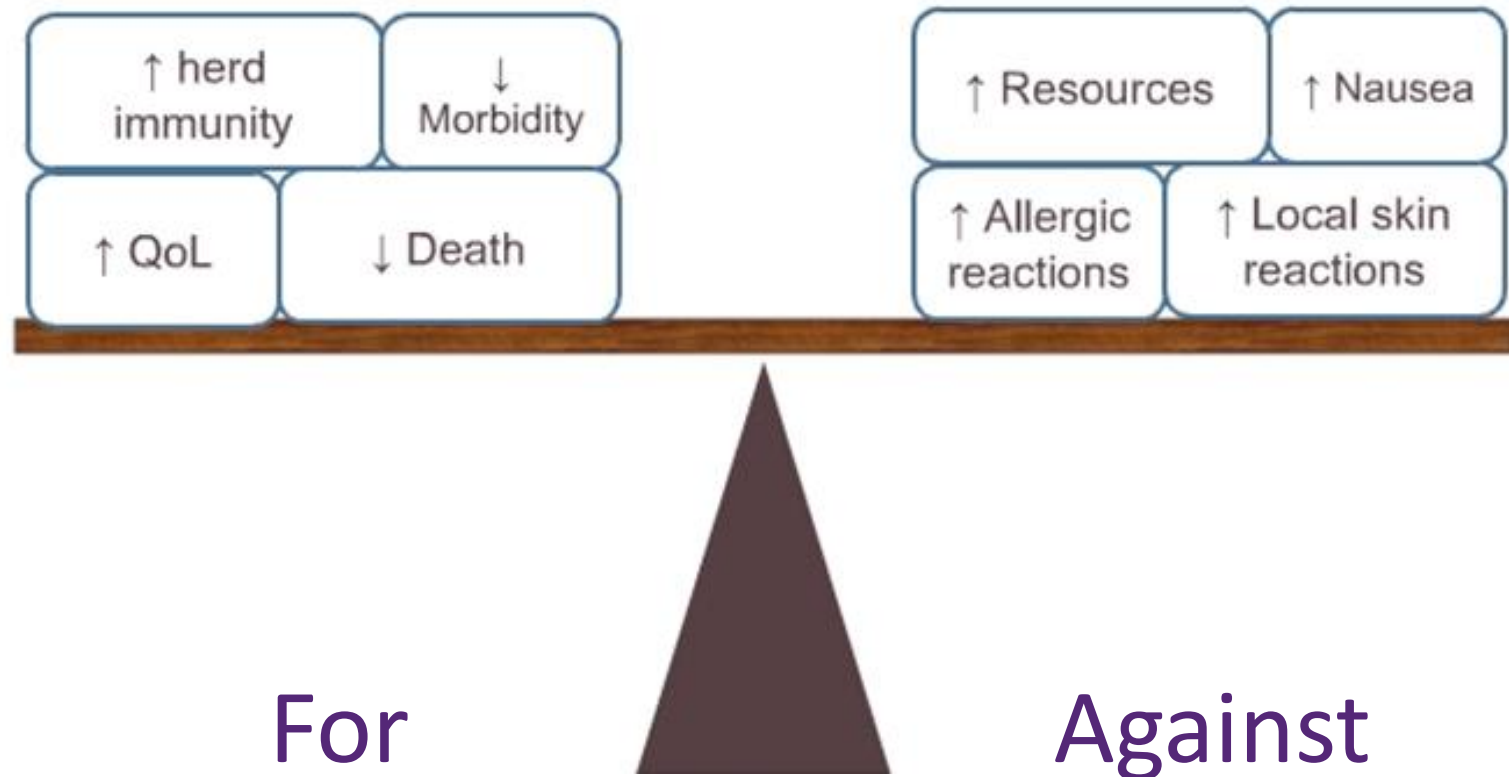 ↑ herd
immunity
↓
Morbidity
↑ QoL
↓ Death
↑ Resources
↑ Nausea
↑ Allergic
reactions
↑ Local skin
reactions
For
Against